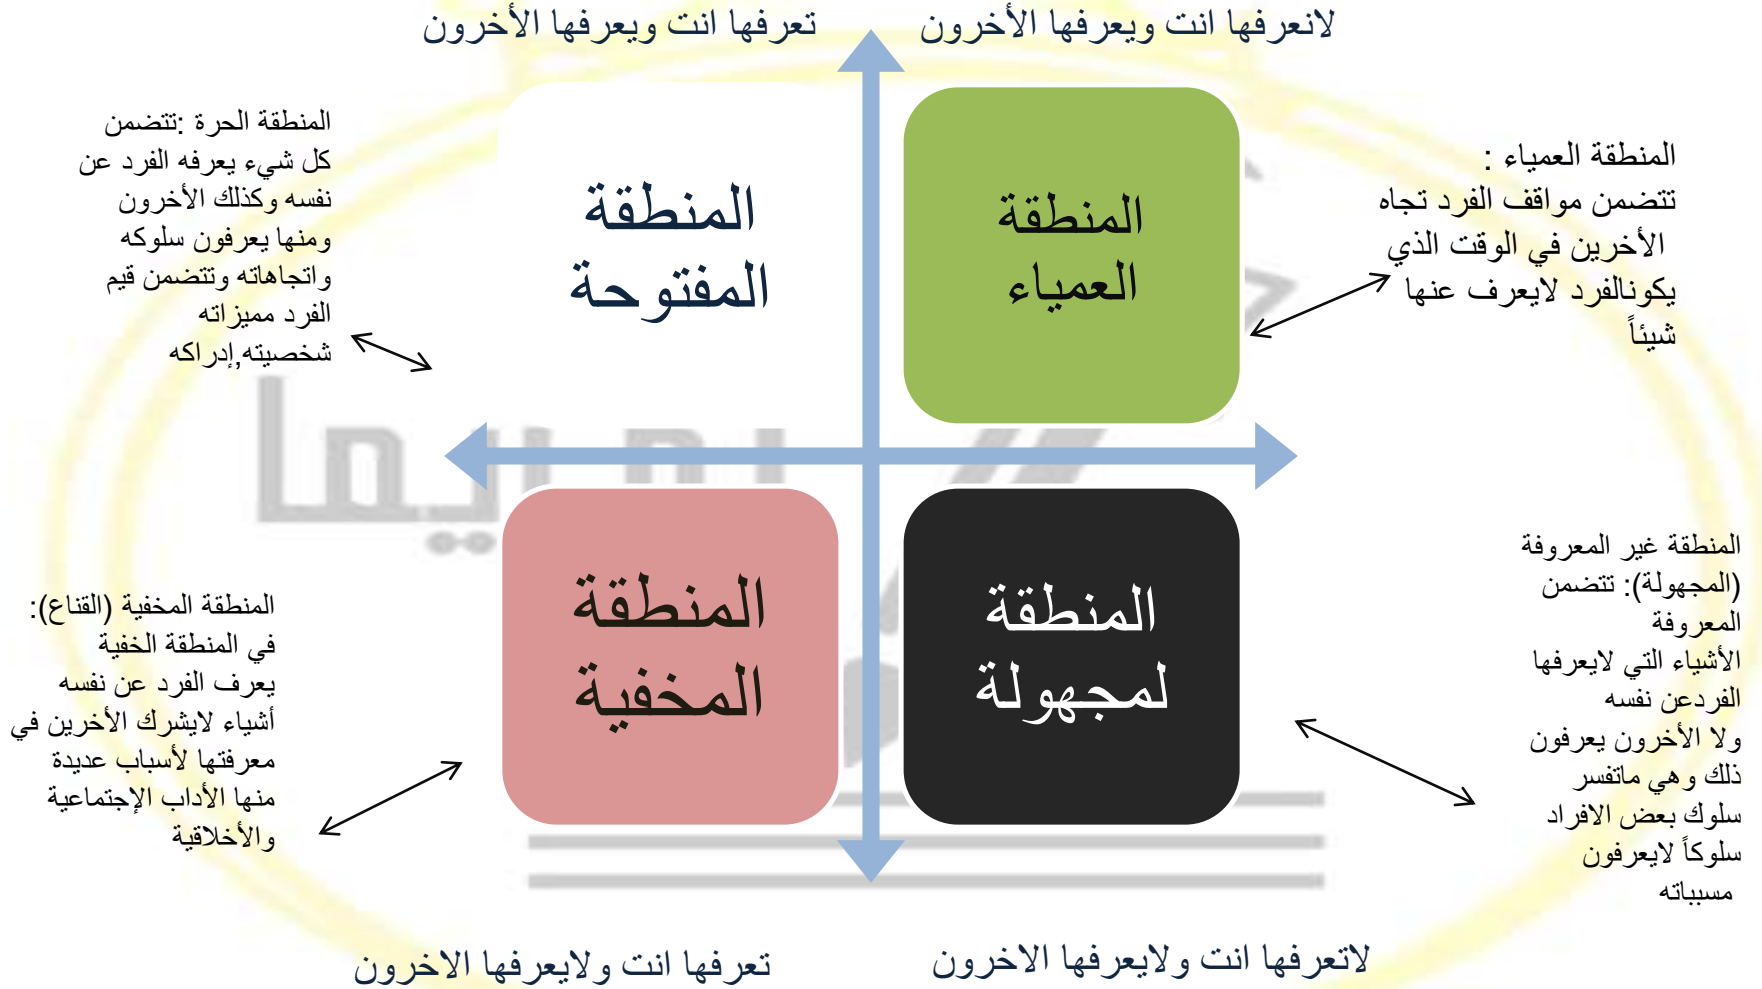 لانعرفها انت ويعرفها الأخرون
تعرفها انت ويعرفها الأخرون
المنطقة العمياء :
تتضمن مواقف الفرد تجاه
الأخرين في الوقت الذي
يكونالفرد لايعرف عنها
شيئاً
المنطقة
العمياء
المنطقة
المفتوحة
المنطقة الحرة :تتضمن
كل شيء يعرفه الفرد عن
نفسه وكذلك الأخرون
ومنها يعرفون سلوكه
واتجاهاته وتتضمن قيم
الفرد مميزاته
شخصيته,إدراكه
المنطقة غير المعروفة
(المجهولة): تتضمن
المعروفة
الأشياء التي لايعرفها
الفردعن نفسه
ولا الأخرون يعرفون
ذلك وهي ماتفسر
سلوك بعض الافراد
سلوكاً لايعرفون
مسبباته
المنطقة
لمجهولة
المنطقة
المخفية
المنطقة المخفية (القناع):
في المنطقة الخفية
يعرف الفرد عن نفسه
أشياء لايشرك الأخرين في
معرفتها لأسباب عديدة
منها الأداب الإجتماعية
والأخلاقية
لاتعرفها انت ولايعرفها الاخرون
تعرفها انت ولايعرفها الاخرون